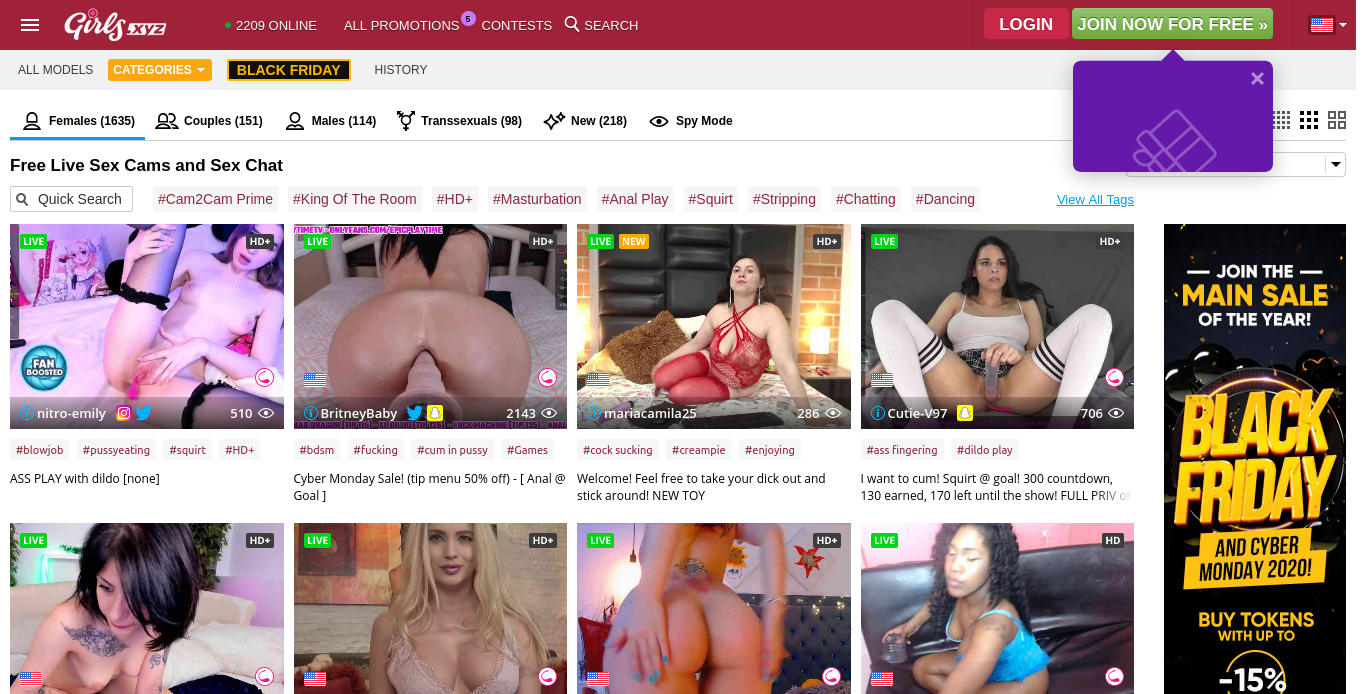 Girls .XYZ
2209 ONLINE
ALL PROMOTIONS 5
CONTESTS
SEARCH
LOGIN
JOIN NOW FOR FREE »
ALL MODELS
CATEGORIES
BLACK FRIDAY
HISTORY
Females (1635)
Couples (151)
Males (114)
Transsexuals (98)
New (218)
Spy Mode
Free Live Sex Cams and Sex Chat
Quick Search
#Cam2Cam Prime
#King Of The Room
#HD+
#Masturbation
#Anal Play
#Squirt
#Stripping
#Chatting
#Dancing
View All Tags
LIVE HD+
FAN BOOSTED
nitro-emily 510
#blowjob #pussyeating #squirt #HD+
ASS PLAY with dildo [none]
YTIMETV - ONLYFANS.COM/EPICPLAYTIME
LIVE HD+
BritneyBaby 2143
#bdsm #fucking #cum in pussy #Games
Cyber Monday Sale! (tip menu 50% off) - [ Anal @
Goal ]
LIVE NEW HD+
mariacamila25 286
#cock sucking #creampie #enjoying
Welcome! Feel free to take your dick out and
stick around! NEW TOY
LIVE HD+
Cutie-V97 706
#ass fingering #dildo play
I want to cum! Squirt @ goal! 300 countdown,
130 earned, 170 left until the show! FULL PRIV on
LIVE HD+
LIVE HD+
LIVE HD+
LIVE HD
JOIN THE
MAIN SALE
OF THE YEAR!
BLACK
FRIDAY
AND CYBER
MONDAY 2020!
BUY TOKENS
WITH UP TO
-15%